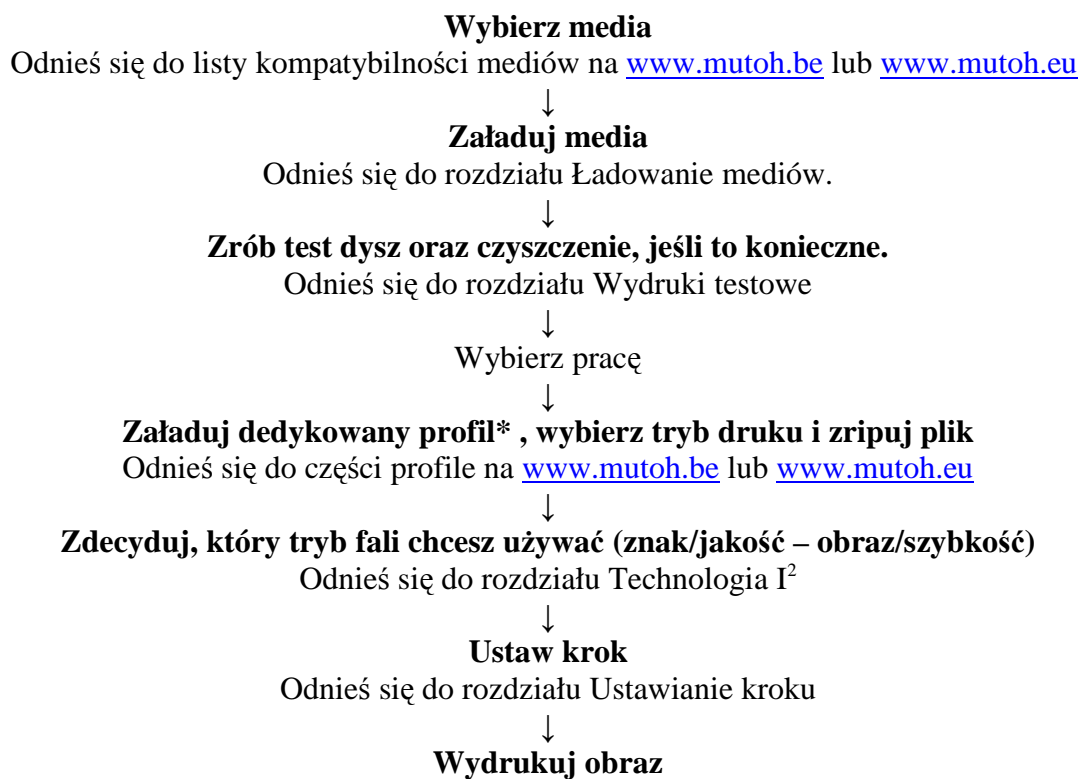 Wybierz media
Odnieś się do listy kompatybilności mediów na www.mutoh.be lub www.mutoh.eu
↓
Załaduj media
Odnieś się do rozdziału Ładowanie mediów.
↓
Zrób test dysz oraz czyszczenie, jeśli to konieczne.
Odnieś się do rozdziału Wydruki testowe
↓
Wybierz pracę
↓
Załaduj dedykowany profil* , wybierz tryb druku i zripuj plik
Odnieś się do części profile na www.mutoh.be lub www.mutoh.eu
↓
Zdecyduj, który tryb fali chcesz używać (znak/jakość – obraz/szybkość)
Odnieś się do rozdziału Technologia I²
↓
Ustaw krok
Odnieś się do rozdziału Ustawianie kroku
↓
Wydrukuj obraz